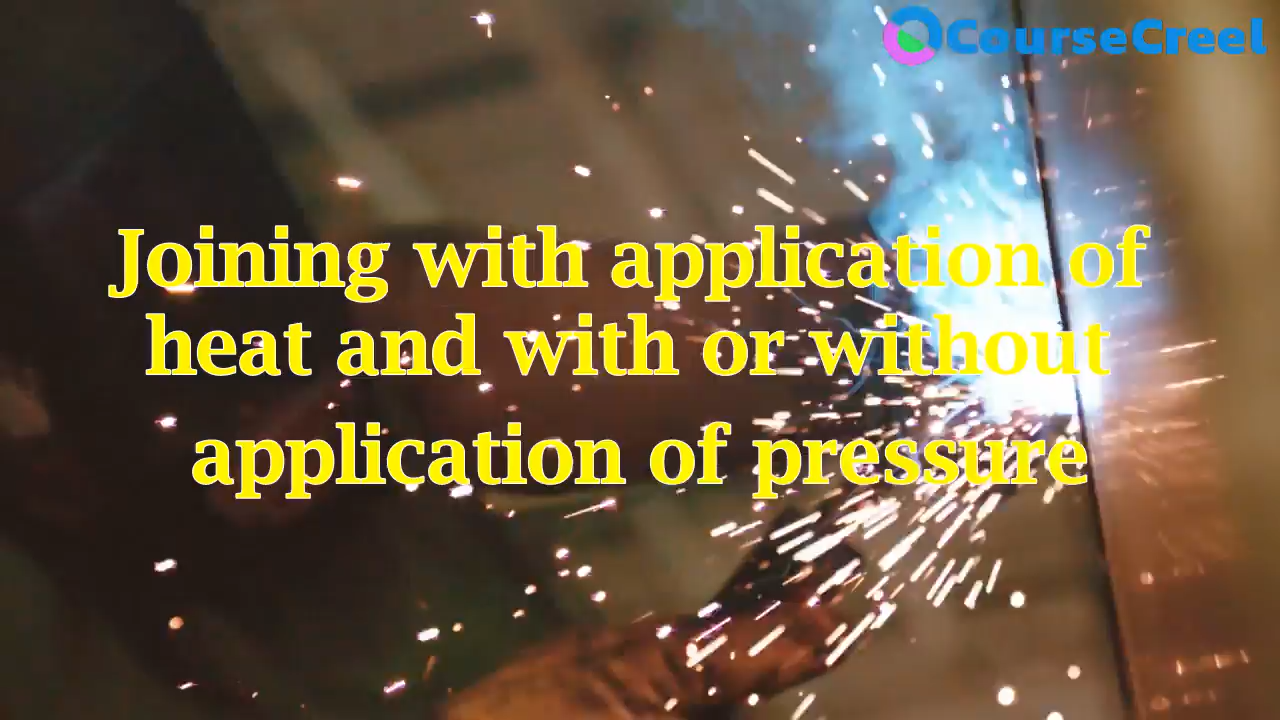 CourseCreel
Joining with application of
heat and with or without
application of pressure